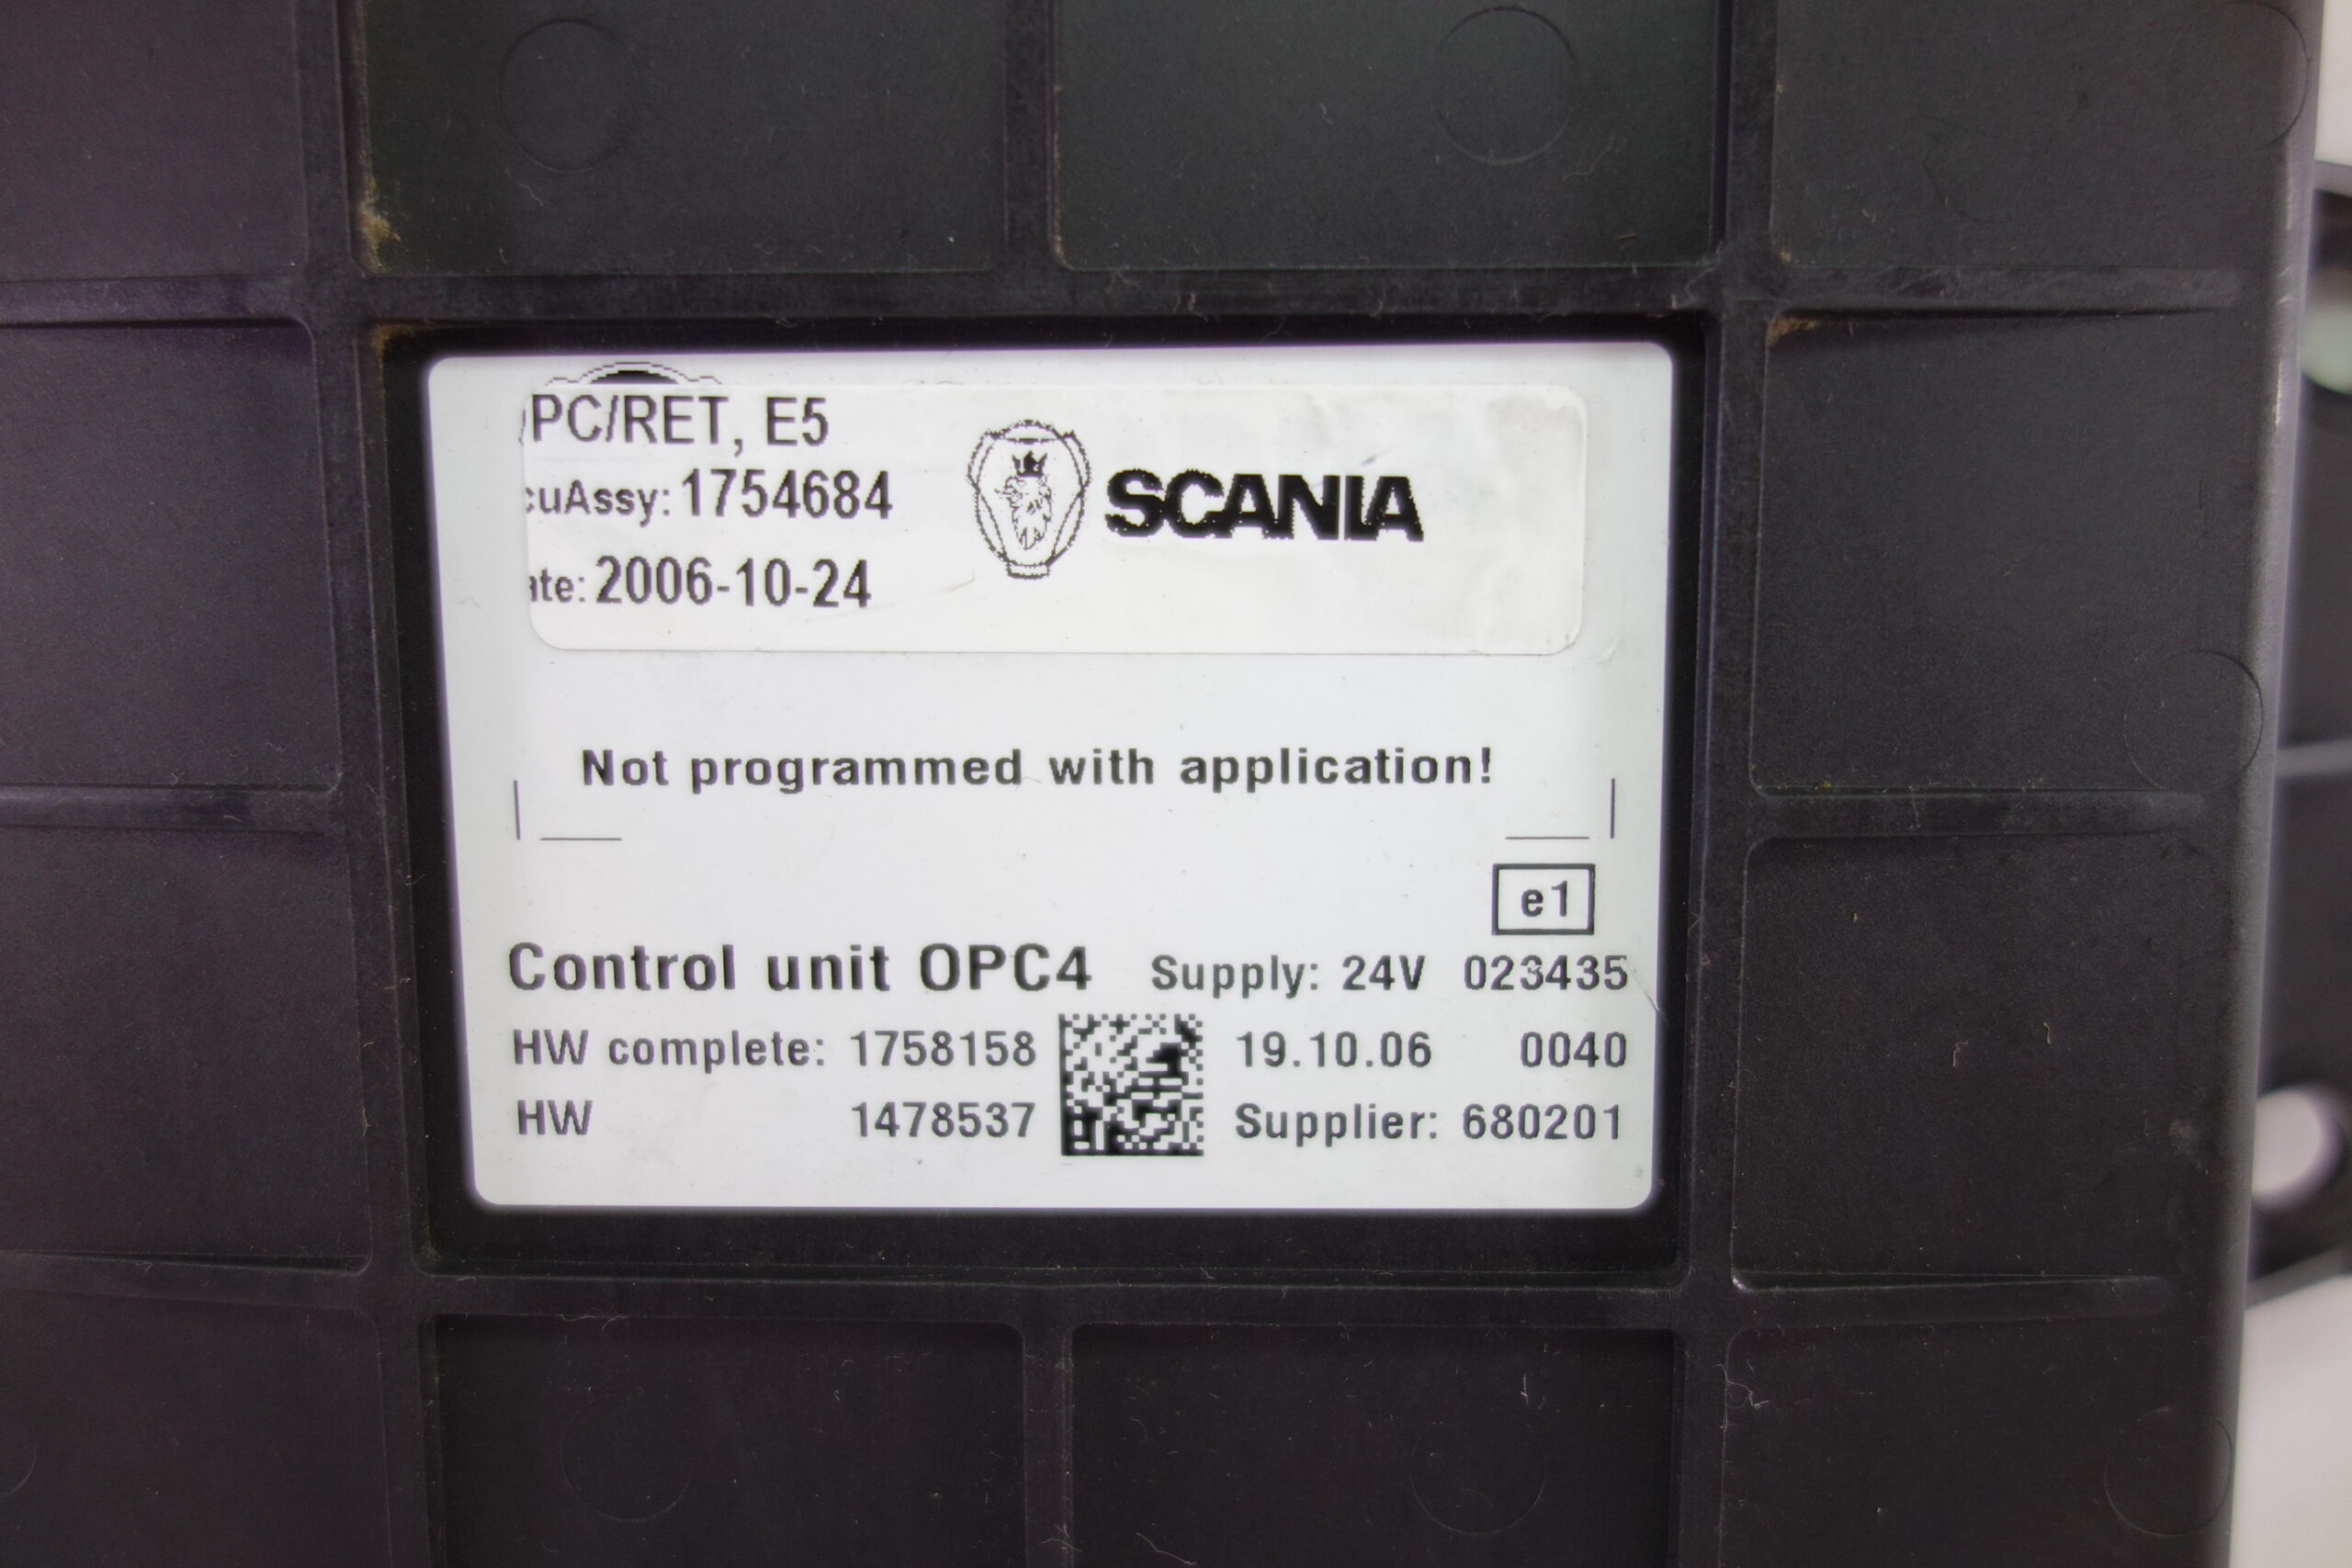 PC/RET, E5
cuAssy: 1754684
SCANIA
ate: 2006-10-24
Not programmed with application!
e1
Control unit OPC4 Supply: 24V 023435
HW complete: 1758158 19.10.06 0040
HW 1478537 Supplier: 680201